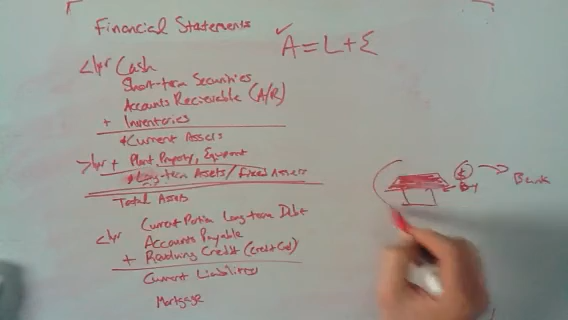 Financial Statements
A = L + E
<1yr Cash
Short-term Securities
Accounts Recievable (A/R)
+ Inventories
*Current Assets
>1yr + Plant, Property, Equipment
*Long-term Assets/Fixed Assets
Total Assets
Current Portion Long-term Debt
<1yr Accounts Payable
+ Revolving Credit (Credit Card)
Current Liabilities
Mortgage
Bank